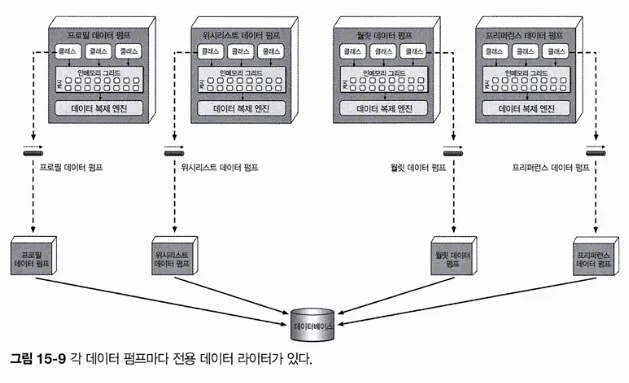 프로필 데이터 펌프
클래스 클래스 클래스
인메모리 그리드
캐시
데이터 복제 엔진
위시리스트 데이터 펌프
클래스 클래스 클래스
인메모리 그리드
캐시
데이터 복제 엔진
월릿 데이터 펌프
클래스 클래스 클래스
인메모리 그리드
캐시
데이터 복제 엔진
프리퍼런스 데이터 펌프
클래스 클래스 클래스
인메모리 그리드
캐시
데이터 복제 엔진
프로필 데이터 펌프
위시리스트 데이터 펌프
월릿 데이터 펌프
프리퍼런스 데이터 펌프
프로필
데이터 펌프
위시리스트
데이터 펌프
월릿 데이터
펌프
프리퍼런스
데이터 펌프
데이터베이스
그림 15-9 각 데이터 펌프마다 전용 데이터 라이터가 있다.